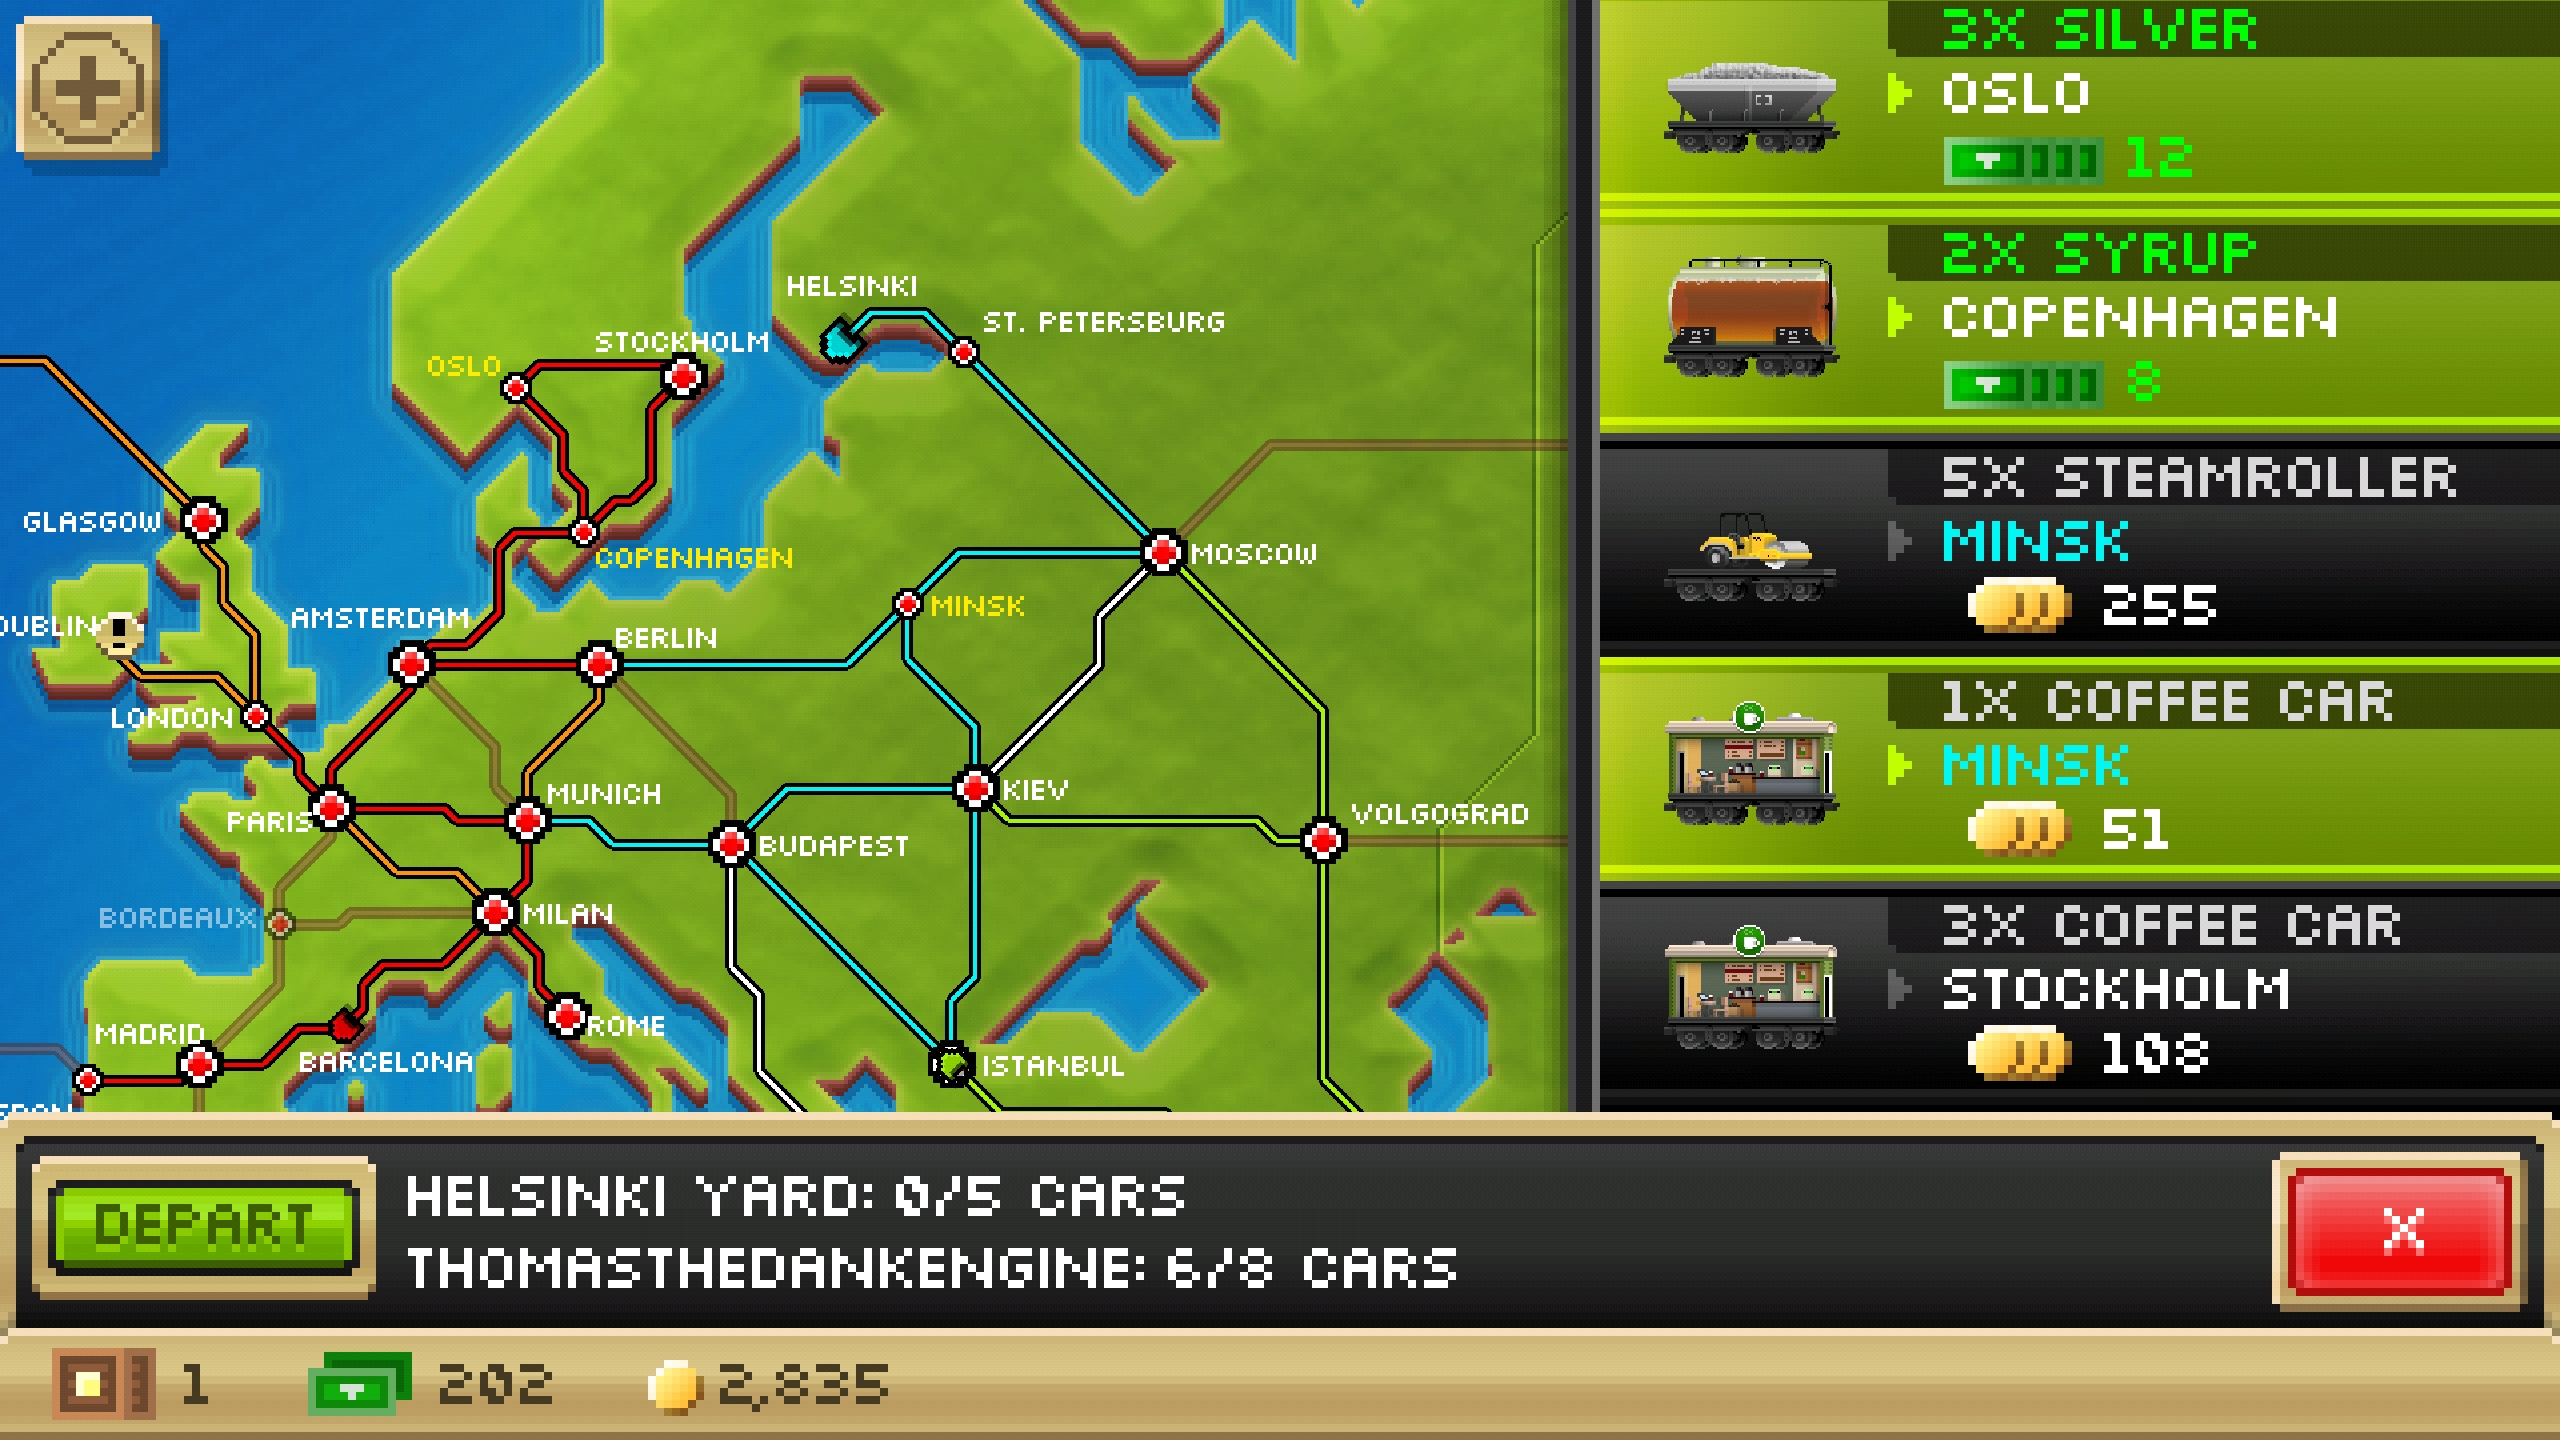 3X SILVER
OSLO
12
2X SYRUP
COPENHAGEN
8
5X STEAMROLLER
MINSK
255
1X COFFEE CAR
MINSK
51
3X COFFEE CAR
STOCKHOLM
108
HELSINKI
ST. PETERSBURG
STOCKHOLM
OSLO
GLASGOW
COPENHAGEN
MOSCOW
MINSK
AMSTERDAM
DUBLIN
BERLIN
LONDON
MUNICH
KIEV
PARIS
VOLGOGRAD
BUDAPEST
BORDEAUX
MILAN
MADRID
ROME
BARCELONA
ISTANBUL
DEPART
HELSINKI YARD: 0/5 CARS
THOMASTHEDANKENGINE: 6/8 CARS
X
1
202
2,835